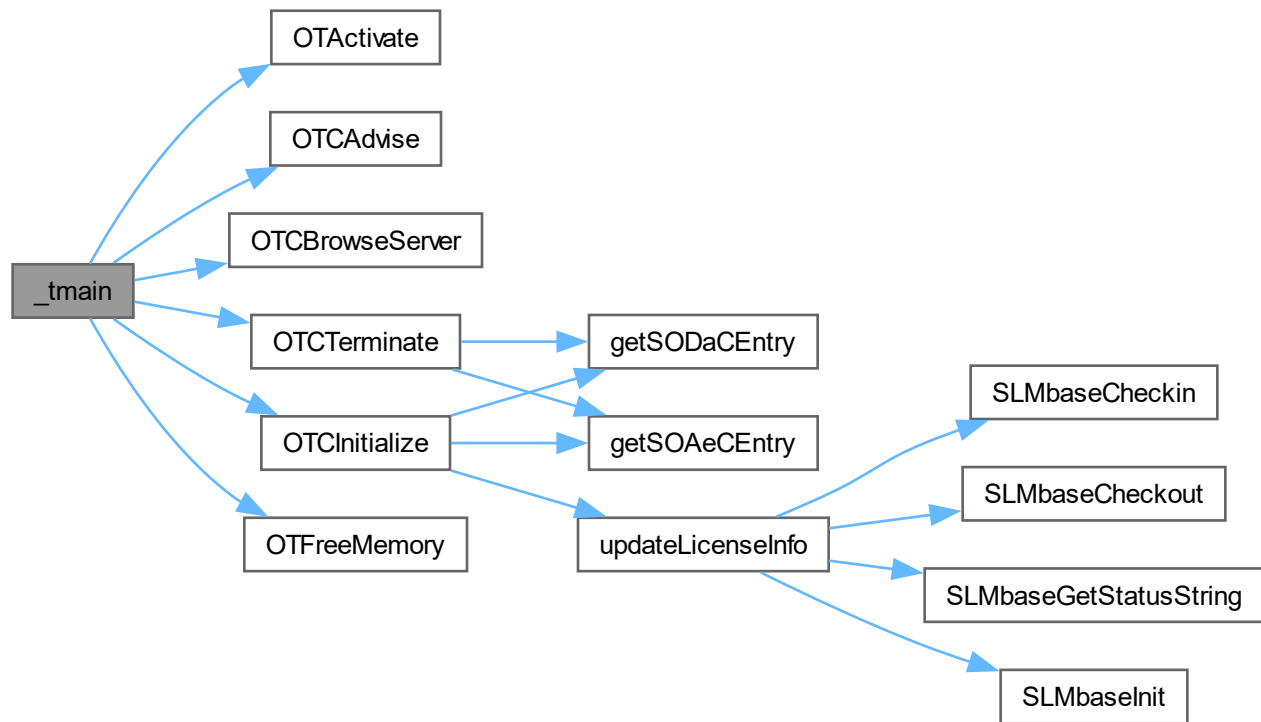 OTActivate
OTCAdvise
OTCBrowseServer
_tmain
OTCTerminate
getSODaCEntry
SLMbaseCheckin
OTCInitialize
getSOAeCEntry
SLMbaseCheckout
OTFreeMemory
updateLicenseInfo
SLMbaseGetStatusString
SLMbaseInit